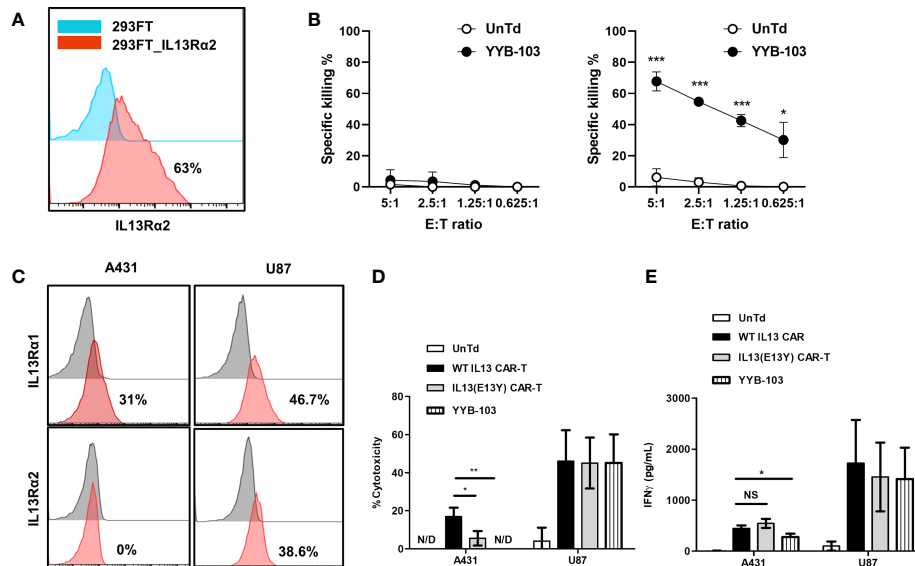 A
293FT
293FT_IL13Rα2
63%
IL13Rα2
B
UnTd
YYB-103
Specific killing %
100
80
60
40
20
0
5:1 2.5:1 1.25:1 0.625:1
E:T ratio
UnTd
YYB-103
Specific killing %
100
80
60
40
20
0
*** *** *** *
5:1 2.5:1 1.25:1 0.625:1
E:T ratio
C
A431 U87
IL13Rα1
31% 46.7%
IL13Rα2
0% 38.6%
D
UnTd
WT IL13 CAR-T
IL13(E13Y) CAR-T
YYB-103
%Cytotoxicity
80
60
40
20
0
**
*
N/D N/D
A431 U87
E
UnTd
WT IL13 CAR
IL13(E13Y) CAR-T
YYB-103
IFNγ (pg/mL)
3000
2000
1000
0
*
NS
A431 U87